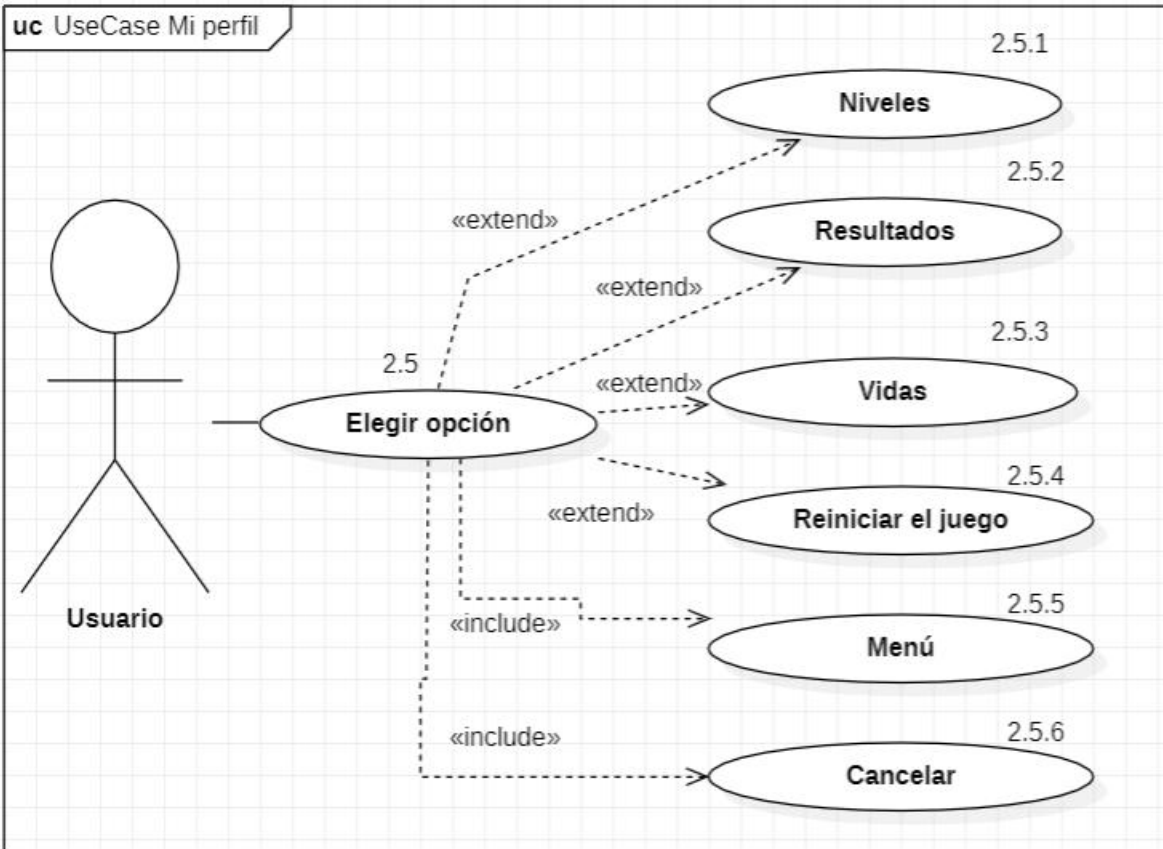 uc UseCase Mi perfil
2.5.1
Niveles
2.5.2
«extend»
Resultados
«extend»
2.5.3
2.5
«extend»
Vidas
Elegir opción
2.5.4
«extend»
Reiniciar el juego
2.5.5
Usuario
«include»
Menú
2.5.6
«include»
Cancelar